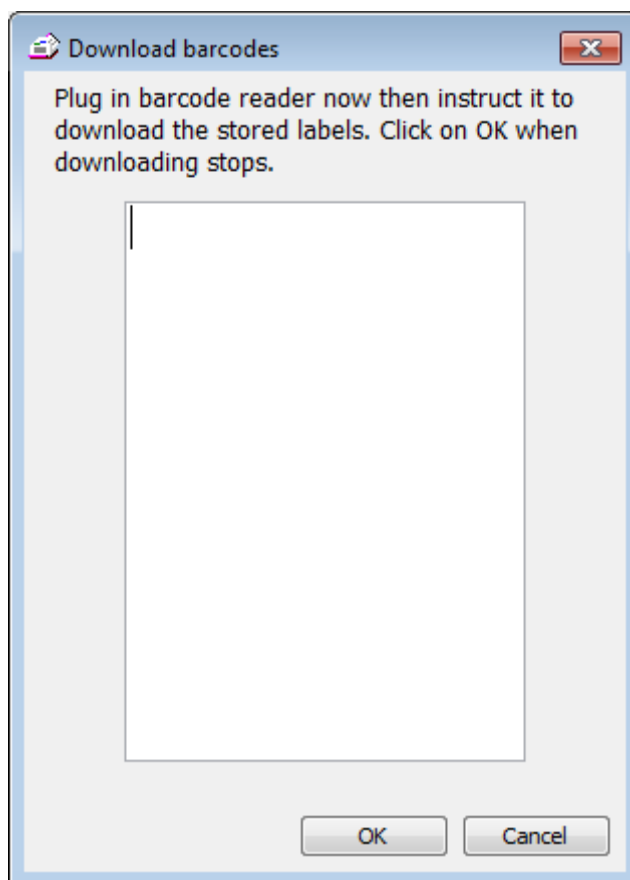 Download barcodes
Plug in barcode reader now then instruct it to
download the stored labels. Click on OK when
downloading stops.
OK
Cancel